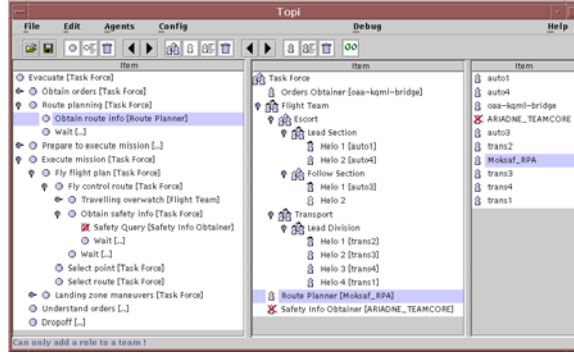 Topi
File Edit Agents Config Debug Help
Item
Evacuate [Task Force]
Obtain orders [Task Force]
Route planning [Task Force]
Obtain route info [Route Planner]
Wait [...]
Prepare to execute mission [...]
Execute mission [Task Force]
Fly flight plan [Task Force]
Fly control route [Task Force]
Travelling overwatch [Flight Team]
Obtain safety info [Task Force]
Safety Query [Safety Info Obtainer]
Wait [...]
Wait [...]
Select point [Task Force]
Select route [Task Force]
Landing zone maneuvers [Task Force]
Understand orders [...]
Dropoff [...]
Item
Task Force
Orders Obtainer [oaa-kqml-bridge]
Flight Team
Escort
Lead Section
Helo 1 [auto1]
Helo 2 [auto4]
Follow Section
Helo 1 [auto3]
Helo 2
Transport
Lead Division
Helo 1 [trans2]
Helo 2 [trans3]
Helo 3 [trans4]
Helo 4 [trans1]
Route Planner [Moksaf_RPA]
Safety Info Obtainer [ARIADNE_TEAMCORE]
Item
auto1
auto4
oaa-kqml-bridge
ARIADNE_TEAMCORE
auto3
trans2
Moksaf_RPA
trans3
trans4
trans1
Can only add a role to a team !